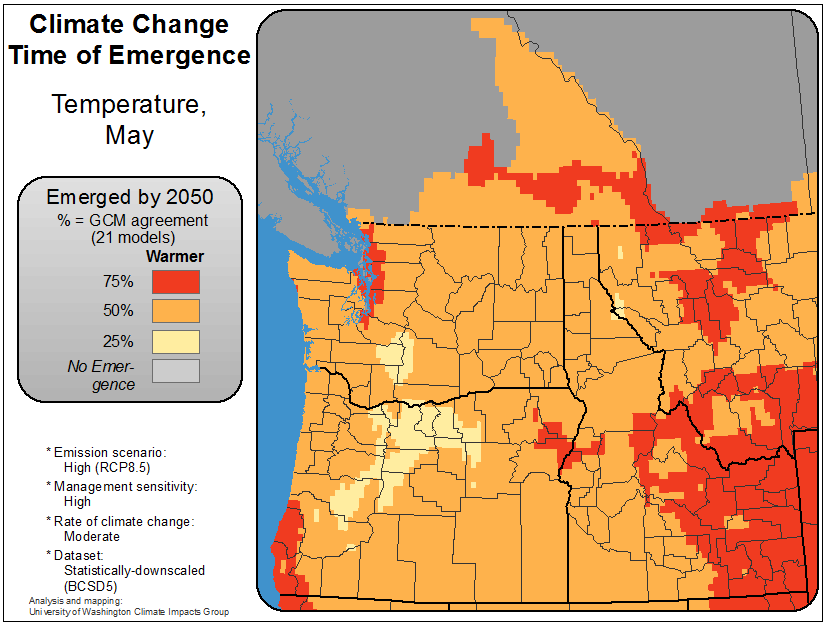 Climate Change
Time of Emergence
Temperature,
May
Emerged by 2050
% = GCM agreement
(21 models)
Warmer
75%
50%
25%
No Emer-
gence
* Emission scenario:
High (RCP8.5)
* Management sensitivity:
High
* Rate of climate change:
Moderate
* Dataset:
Statistically-downscaled
(BCSD5)
Analysis and mapping:
University of Washington Climate Impacts Group